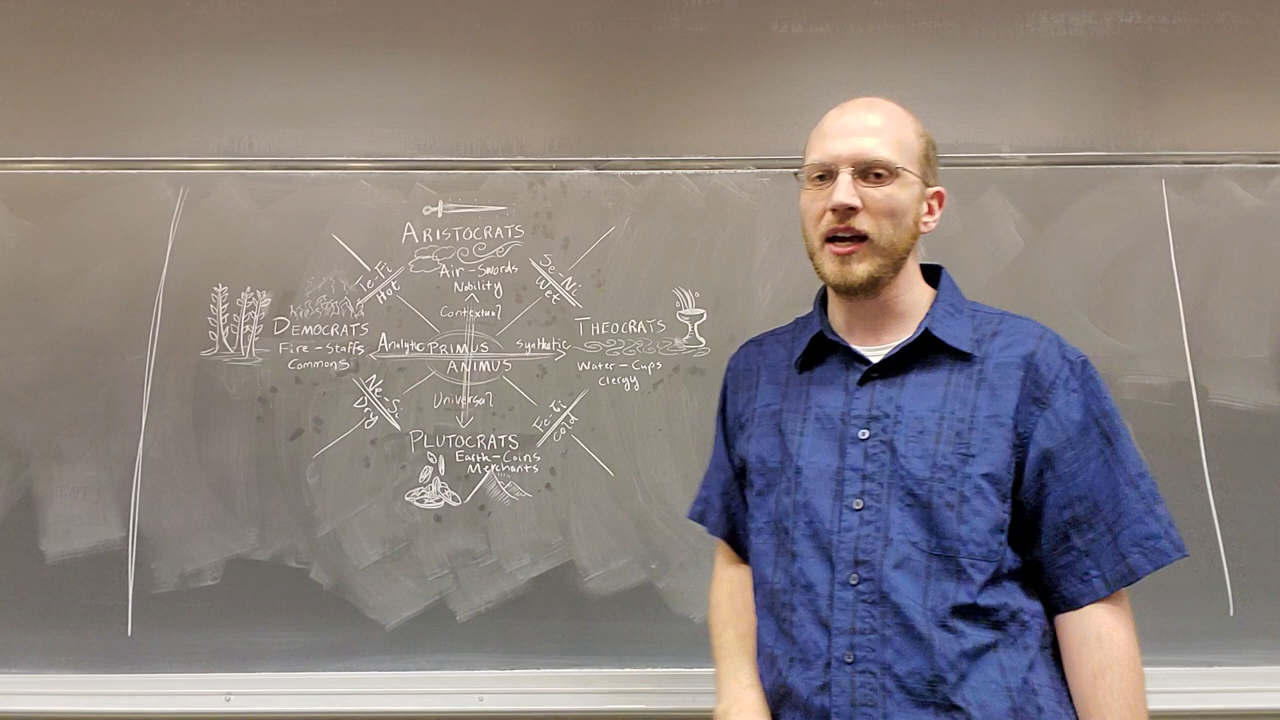 ARISTOCRATS
Air-Swords
Nobility
Te-Fi
Hot
Se-Ni
Wet
Contextual
DEMOCRATS
Fire-Staffs
Commons
THEOCRATS
Water-Cups
Clergy
Analytic PRIMUS synthetic
ANIMUS
Universal
Ne-Si
Dry
Fe-Ti
Cold
PLUTOCRATS
Earth-Coins
Merchants